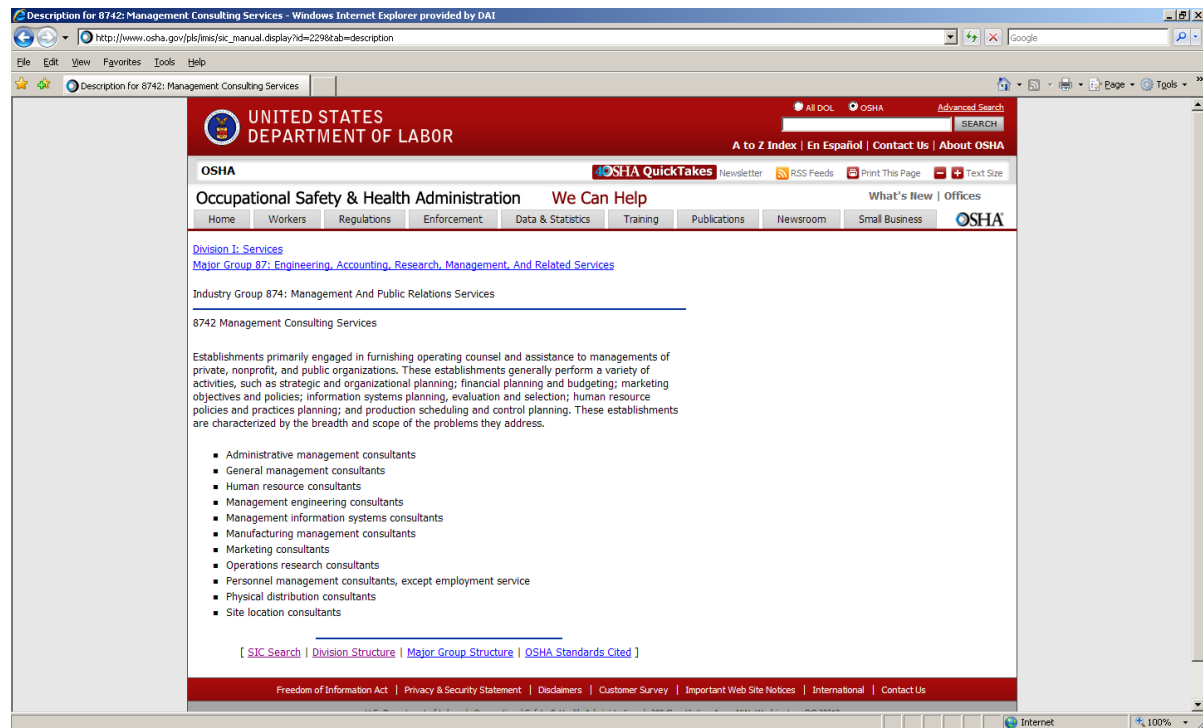 Description for 8742: Management Consulting Services - Windows Internet Explorer provided by DAI
http://www.osha.gov/pls/imis/sic_manual.display?id=229&tab=description
Google
File Edit View Favorites Tools Help
Description for 8742: Management Consulting Services
Page Tools
UNITED STATES
DEPARTMENT OF LABOR
All DOL OSHA Advanced Search
SEARCH
A to Z Index | En Español | Contact Us | About OSHA
OSHA
40 OSHA QuickTakes Newsletter RSS Feeds Print This Page Text Size
Occupational Safety & Health Administration We Can Help
What's New | Offices
Home Workers Regulations Enforcement Data & Statistics Training Publications Newsroom Small Business OSHA
Division I: Services
Major Group 87: Engineering, Accounting, Research, Management, And Related Services
Industry Group 874: Management And Public Relations Services
8742 Management Consulting Services
Establishments primarily engaged in furnishing operating counsel and assistance to managements of
private, nonprofit, and public organizations. These establishments generally perform a variety of
activities, such as strategic and organizational planning; financial planning and budgeting; marketing
objectives and policies; information systems planning, evaluation and selection; human resource
policies and practices planning; and production scheduling and control planning. These establishments
are characterized by the breadth and scope of the problems they address.
Administrative management consultants
General management consultants
Human resource consultants
Management engineering consultants
Management information systems consultants
Manufacturing management consultants
Marketing consultants
Operations research consultants
Personnel management consultants, except employment service
Physical distribution consultants
Site location consultants
[ SIC Search | Division Structure | Major Group Structure | OSHA Standards Cited ]
Freedom of Information Act | Privacy & Security Statement | Disclaimers | Customer Survey | Important Web Site Notices | International | Contact Us
Internet 100%